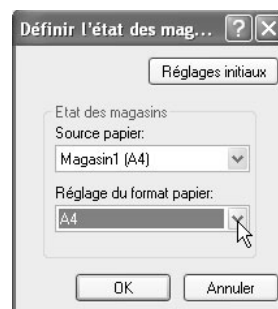 Définir l'état des mag...
Réglages initiaux
Etat des magasins
Source papier:
Magasin1 (A4)
Réglage du format papier:
A4
OK
Annuler